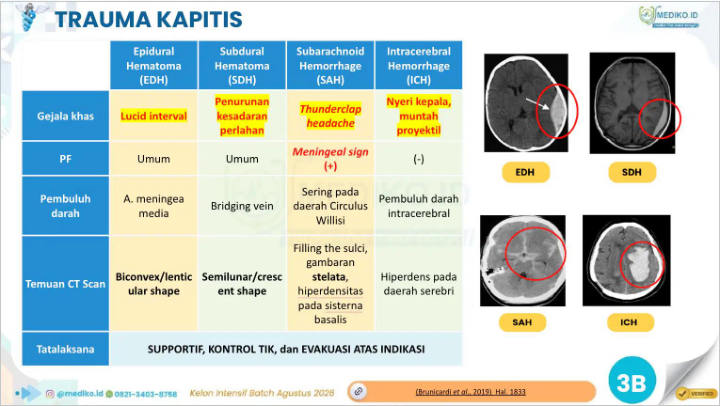 TRAUMA KAPITIS
MEDIKO.ID
Epidural
Hematoma
(EDH)
Subdural
Hematoma
(SDH)
Subarachnoid
Hemorrhage
(SAH)
Intracerebral
Hemorrhage
(ICH)
Gejala khas
Lucid interval
Penurunan
kesadaran
perlahan
Thunderclap
headache
Nyeri kepala,
muntah
proyektil
PF
Umum
Umum
Meningeal sign
(+)
(-)
Pembuluh
darah
A. meningea
media
Bridging vein
Sering pada
daerah Circulus
Willisi
Pembuluh darah
intracerebral
Temuan CT Scan
Biconvex/lentic
ular shape
Semilunar/cresc
ent shape
Filling the sulci,
gambaran
stelata,
hiperdensitas
pada sisterna
basalis
Hiperdens pada
daerah serebri
Tatalaksana
SUPPORTIF, KONTROL TIK, dan EVAKUASI ATAS INDIKASI
EDH
SDH
SAH
ICH
@mediko.id
0821-3403-8758
Kelon Intensif Batch Agustus 2026
(Brunicardi et al., 2019). Hal. 1833
3B
VERIFIED